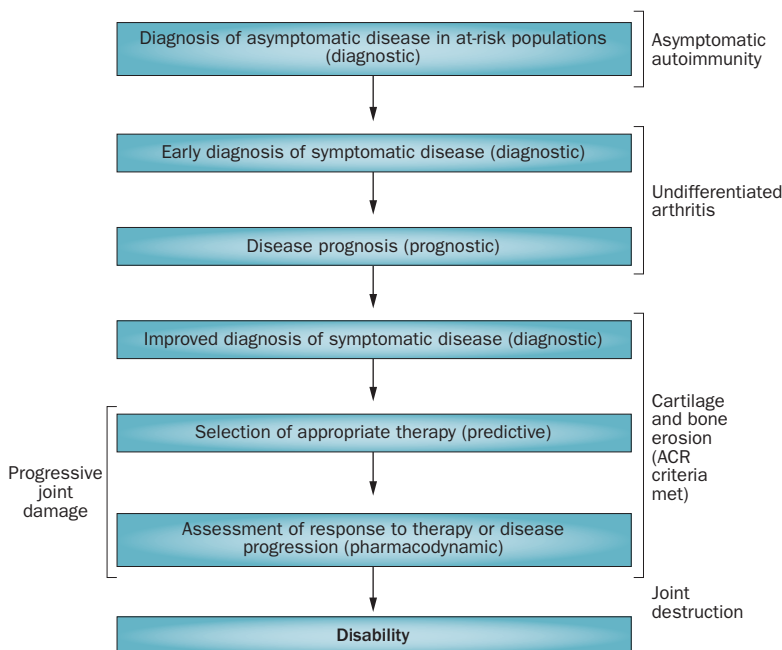 Diagnosis of asymptomatic disease in at-risk populations
(diagnostic)
Asymptomatic
autoimmunity
Early diagnosis of symptomatic disease (diagnostic)
Undifferentiated
arthritis
Disease prognosis (prognostic)
Improved diagnosis of symptomatic disease (diagnostic)
Cartilage
and bone
erosion
(ACR
criteria
met)
Selection of appropriate therapy (predictive)
Progressive
joint
damage
Assessment of response to therapy or disease
progression (pharmacodynamic)
Joint
destruction
Disability